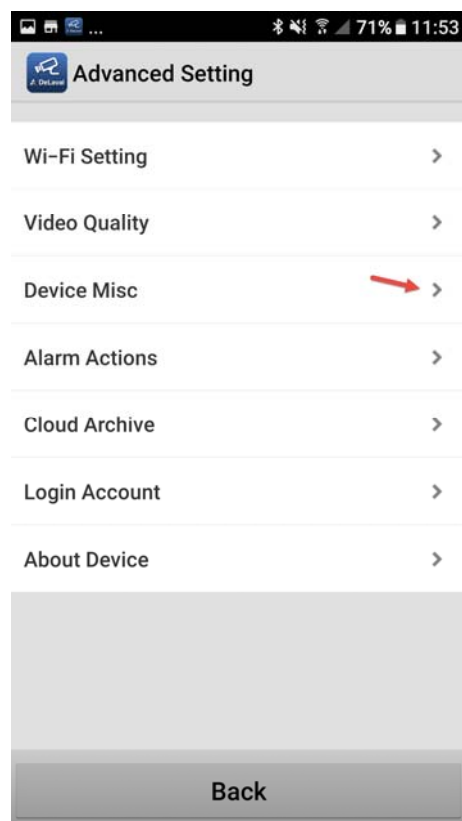 ... 71% 11:53
DeLaval Advanced Setting
Wi-Fi Setting
Video Quality
Device Misc
Alarm Actions
Cloud Archive
Login Account
About Device
Back